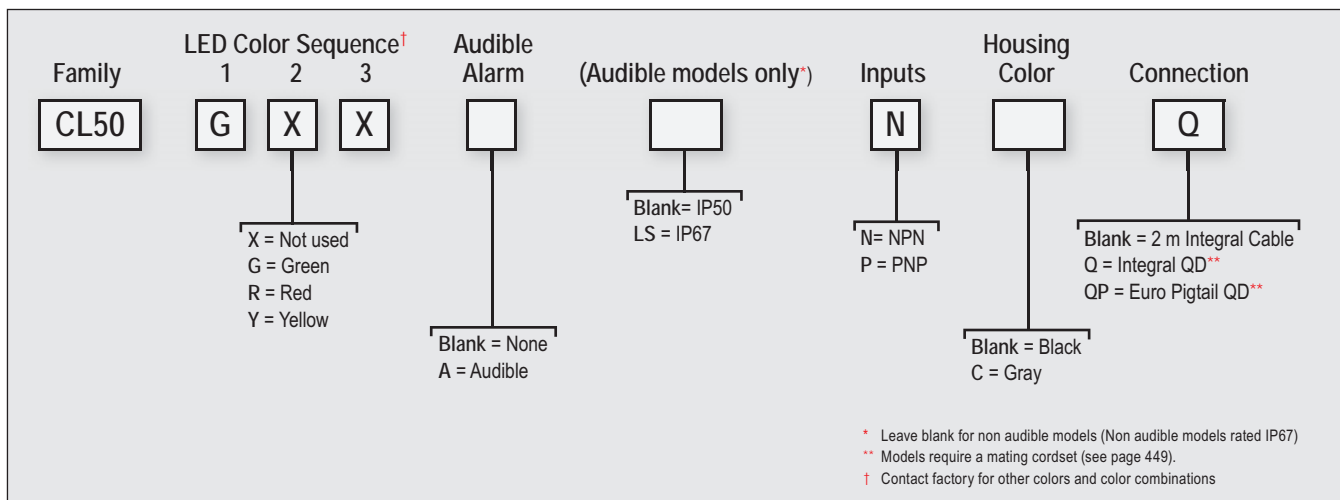 LED Color Sequence†
Family 1 2 3
Audible
Alarm
(Audible models only*)
Inputs
Housing
Color
Connection
CL50
G
X
X
N
Q
X = Not used
G = Green
R = Red
Y = Yellow
Blank = None
A = Audible
Blank= IP50
LS = IP67
N= NPN
P = PNP
Blank = Black
C = Gray
Blank = 2 m Integral Cable
Q = Integral QD**
QP = Euro Pigtail QD**
* Leave blank for non audible models (Non audible models rated IP67)
** Models require a mating cordset (see page 449).
† Contact factory for other colors and color combinations